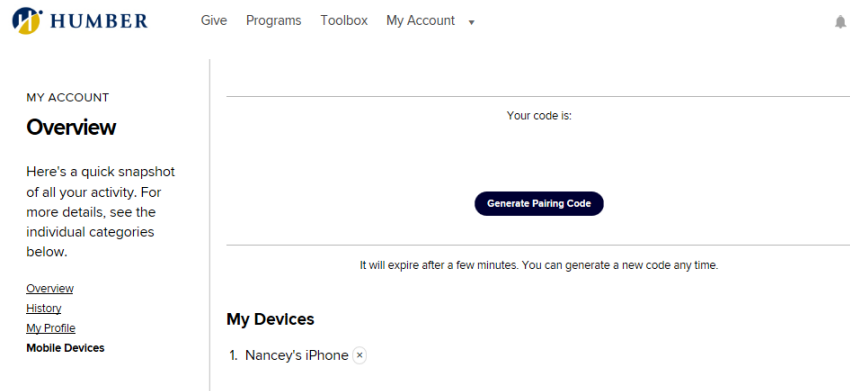 HUMBER
Give Programs Toolbox My Account
MY ACCOUNT
Overview
Here's a quick snapshot
of all your activity. For
more details, see the
individual categories
below.
Overview
History
My Profile
Mobile Devices
Your code is:
Generate Pairing Code
It will expire after a few minutes. You can generate a new code any time.
My Devices
1. Nancey's iPhone ×